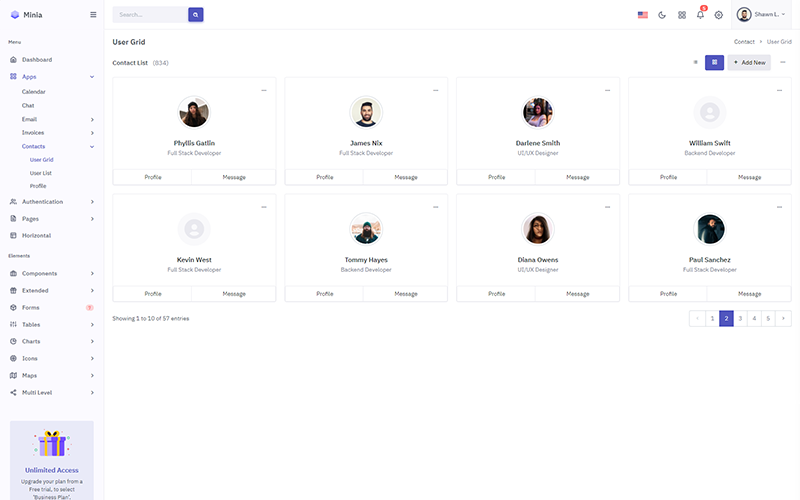 Minia
Search...
5
Shawn L.
Menu
Dashboard
Apps
Calendar
Chat
Email
Invoices
Contacts
User Grid
User List
Profile
Authentication
Pages
Horizontal
Elements
Components
Extended
Forms
7
Tables
Charts
Icons
Maps
Multi Level
Unlimited Access
Upgrade your plan from a
Free trial, to select
'Business Plan'.
User Grid
Contact > User Grid
Contact List (834)
+ Add New
Phyllis Gatlin
Full Stack Developer
Profile Message
James Nix
Full Stack Developer
Profile Message
Darlene Smith
UI/UX Designer
Profile Message
William Swift
Backend Developer
Profile Message
Kevin West
Full Stack Developer
Profile Message
Tommy Hayes
Backend Developer
Profile Message
Diana Owens
UI/UX Designer
Profile Message
Paul Sanchez
Full Stack Developer
Profile Message
Showing 1 to 10 of 57 entries
‹ 1 2 3 4 5 ›